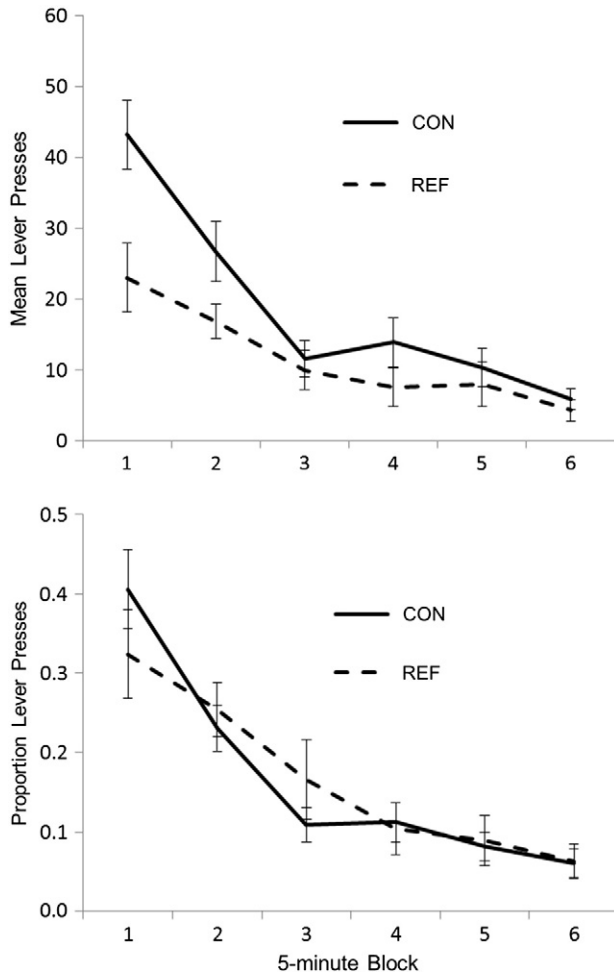 60
50
40
30
20
10
0
Mean Lever Presses
CON
REF
1 2 3 4 5 6
0.5
0.4
0.3
0.2
0.1
0.0
Proportion Lever Presses
CON
REF
1 2 3 4 5 6
5-minute Block